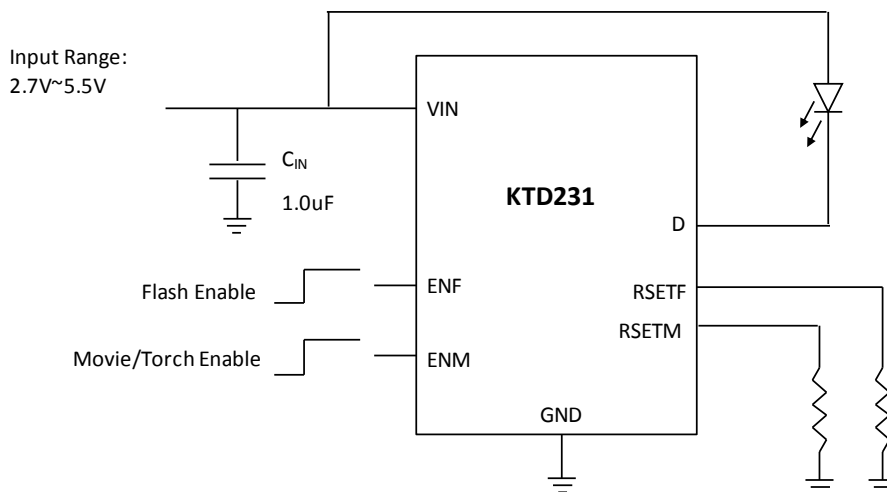 Input Range:
2.7V~5.5V
VIN
C_IN
1.0uF
KTD231
D
Flash Enable
ENF
RSETF
RSETM
Movie/Torch Enable
ENM
GND